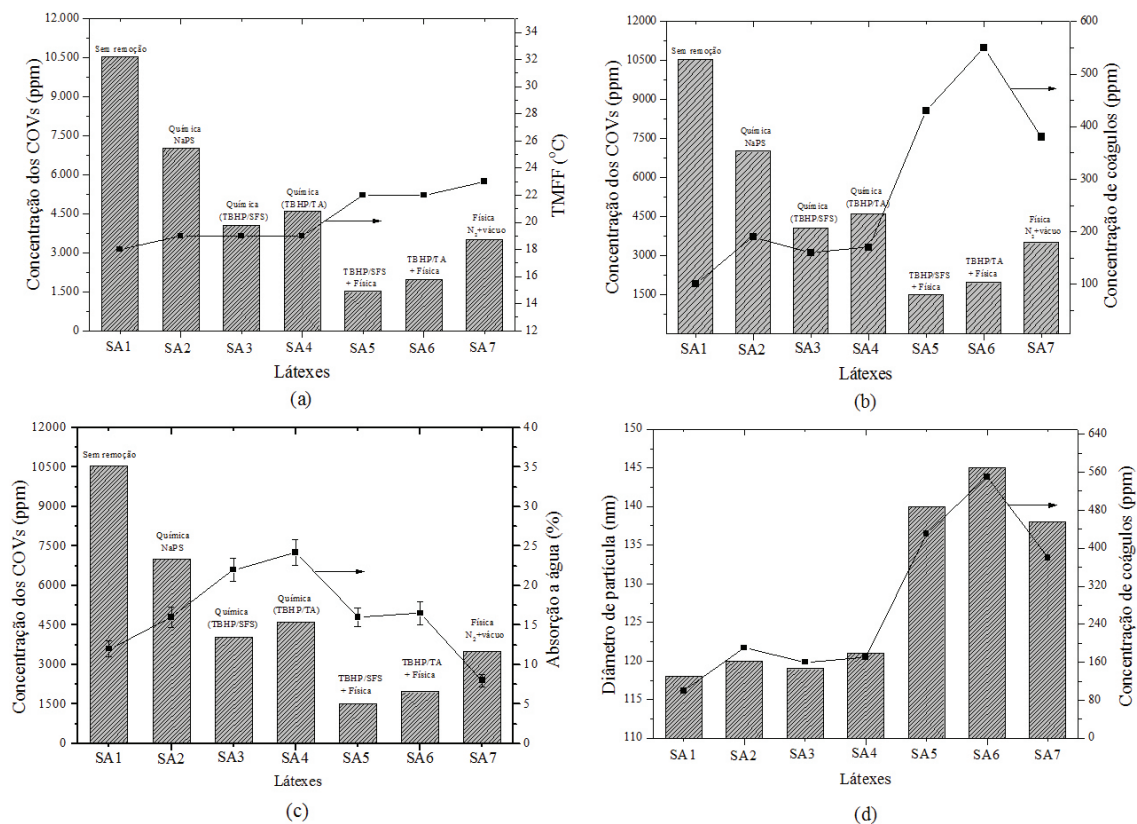 Concentração dos COVs (ppm)
12.000
10.500
9.000
7.500
6.000
4.500
3.000
1.500
0
Sem remoção
Química
NaPS
Química
(TBHP/SFS)
Química
(TBHP/TA)
TBHP/SFS
+ Física
TBHP/TA
+ Física
Física
N2+vácuo
34
32
30
28
26
24
22
20
18
16
14
12
TMFF (°C)
SA1 SA2 SA3 SA4 SA5 SA6 SA7
Látexes
(a)
Concentração dos COVs (ppm)
12000
10500
9000
7500
6000
4500
3000
1500
Sem remoção
Química
NaPS
Química
(TBHP/SFS)
Química
(TBHP/TA)
TBHP/SFS
+ Física
TBHP/TA
+ Física
Física
N2+vácuo
600
500
400
300
200
100
Concentração de coágulos (ppm)
SA1 SA2 SA3 SA4 SA5 SA6 SA7
Látexes
(b)
Concentração dos COVs (ppm)
12000
10500
9000
7500
6000
4500
3000
1500
0
Sem remoção
Química
NaPS
Química
(TBHP/SFS)
Química
(TBHP/TA)
TBHP/SFS
+ Física
TBHP/TA
+ Física
Física
N2+vácuo
40
35
30
25
20
15
10
5
0
Absorção a água (%)
SA1 SA2 SA3 SA4 SA5 SA6 SA7
Látexes
(c)
Diâmetro de partícula (nm)
150
145
140
135
130
125
120
115
110
640
560
480
400
320
240
160
80
0
Concentração de coágulos (ppm)
SA1 SA2 SA3 SA4 SA5 SA6 SA7
Látexes
(d)